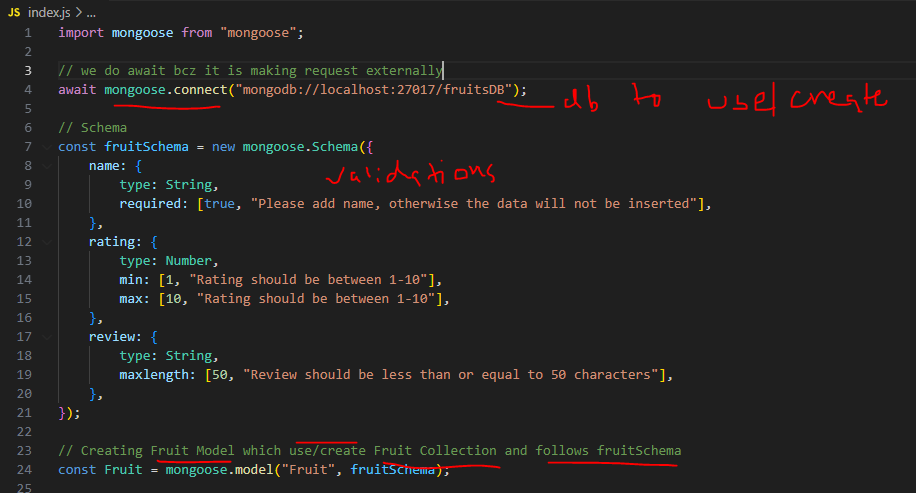 JS index.js > ...
1 import mongoose from "mongoose";
2
3 // we do await bcz it is making request externally
4 await mongoose.connect("mongodb://localhost:27017/fruitsDB");
db to use/create
5
6 // Schema
7 const fruitSchema = new mongoose.Schema({
8 name: {
validations
9 type: String,
10 required: [true, "Please add name, otherwise the data will not be inserted"],
11 },
12 rating: {
13 type: Number,
14 min: [1, "Rating should be between 1-10"],
15 max: [10, "Rating should be between 1-10"],
16 },
17 review: {
18 type: String,
19 maxlength: [50, "Review should be less than or equal to 50 characters"],
20 },
21 });
22
23 // Creating Fruit Model which use/create Fruit Collection and follows fruitSchema
24 const Fruit = mongoose.model("Fruit", fruitSchema);
25